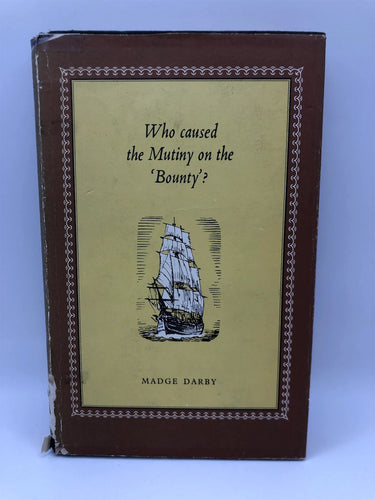 Who caused
the Mutiny on the
‘Bounty’?
MADGE DARBY